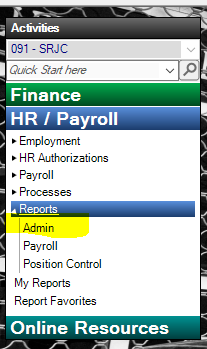 Activities
091 - SRJC
Quick Start here
Finance
HR / Payroll
Employment
HR Authorizations
Payroll
Processes
Reports
Admin
Payroll
Position Control
My Reports
Report Favorites
Online Resources